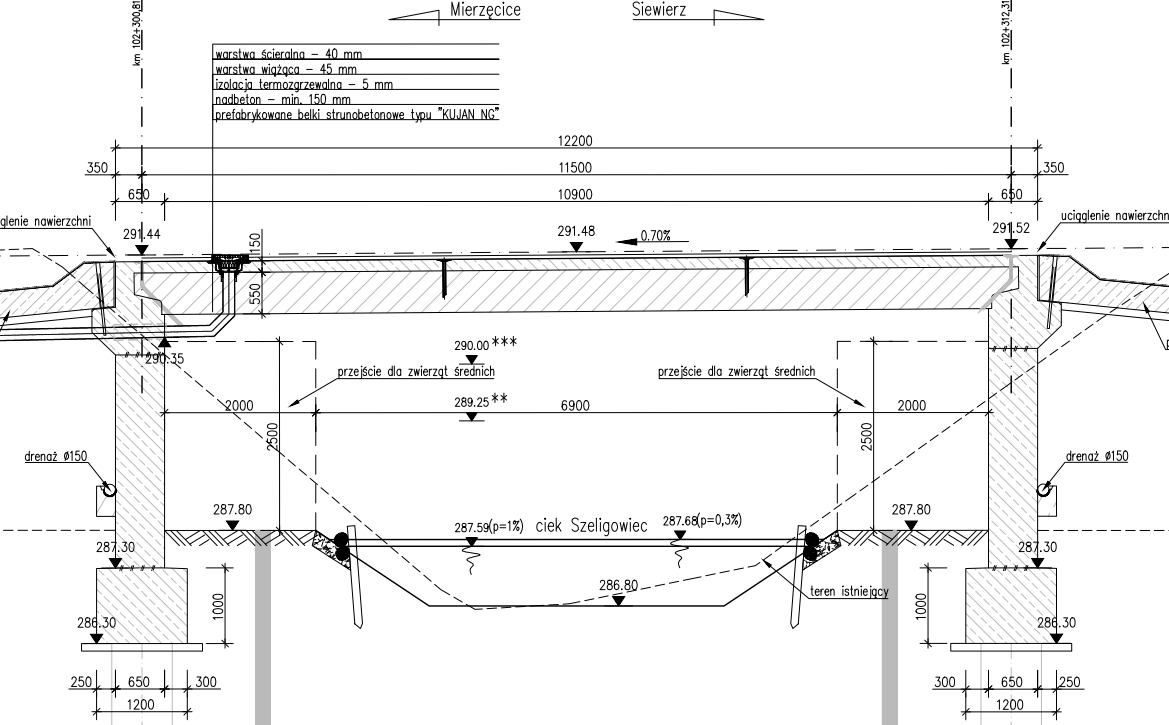 Mierzęcice
Siewierz
km 102+300,81
km 102+312,31
warstwa ścieralna – 40 mm
warstwa wiążąca – 45 mm
izolacja termozgrzewalna – 5 mm
nadbeton – min. 150 mm
prefabrykowane belki strunobetonowe typu "KUJAN NG"
12200
350
11500
350
650
10900
650
glenie nawierzchni
uciąglenie nawierzchn
291.44
291.48
0.70%
291.52
150
550
290.35
290.00***
przejście dla zwierząt średnich
przejście dla zwierząt średnich
289.25**
2000
6900
2000
2500
2500
drenaż ø150
drenaż ø150
287.80
287.59(p=1%)
ciek Szeligowiec
287.68(p=0,3%)
287.80
287.30
287.30
286.80
teren istniejący
1000
1000
286.30
286.30
250
650
300
300
650
250
1200
1200